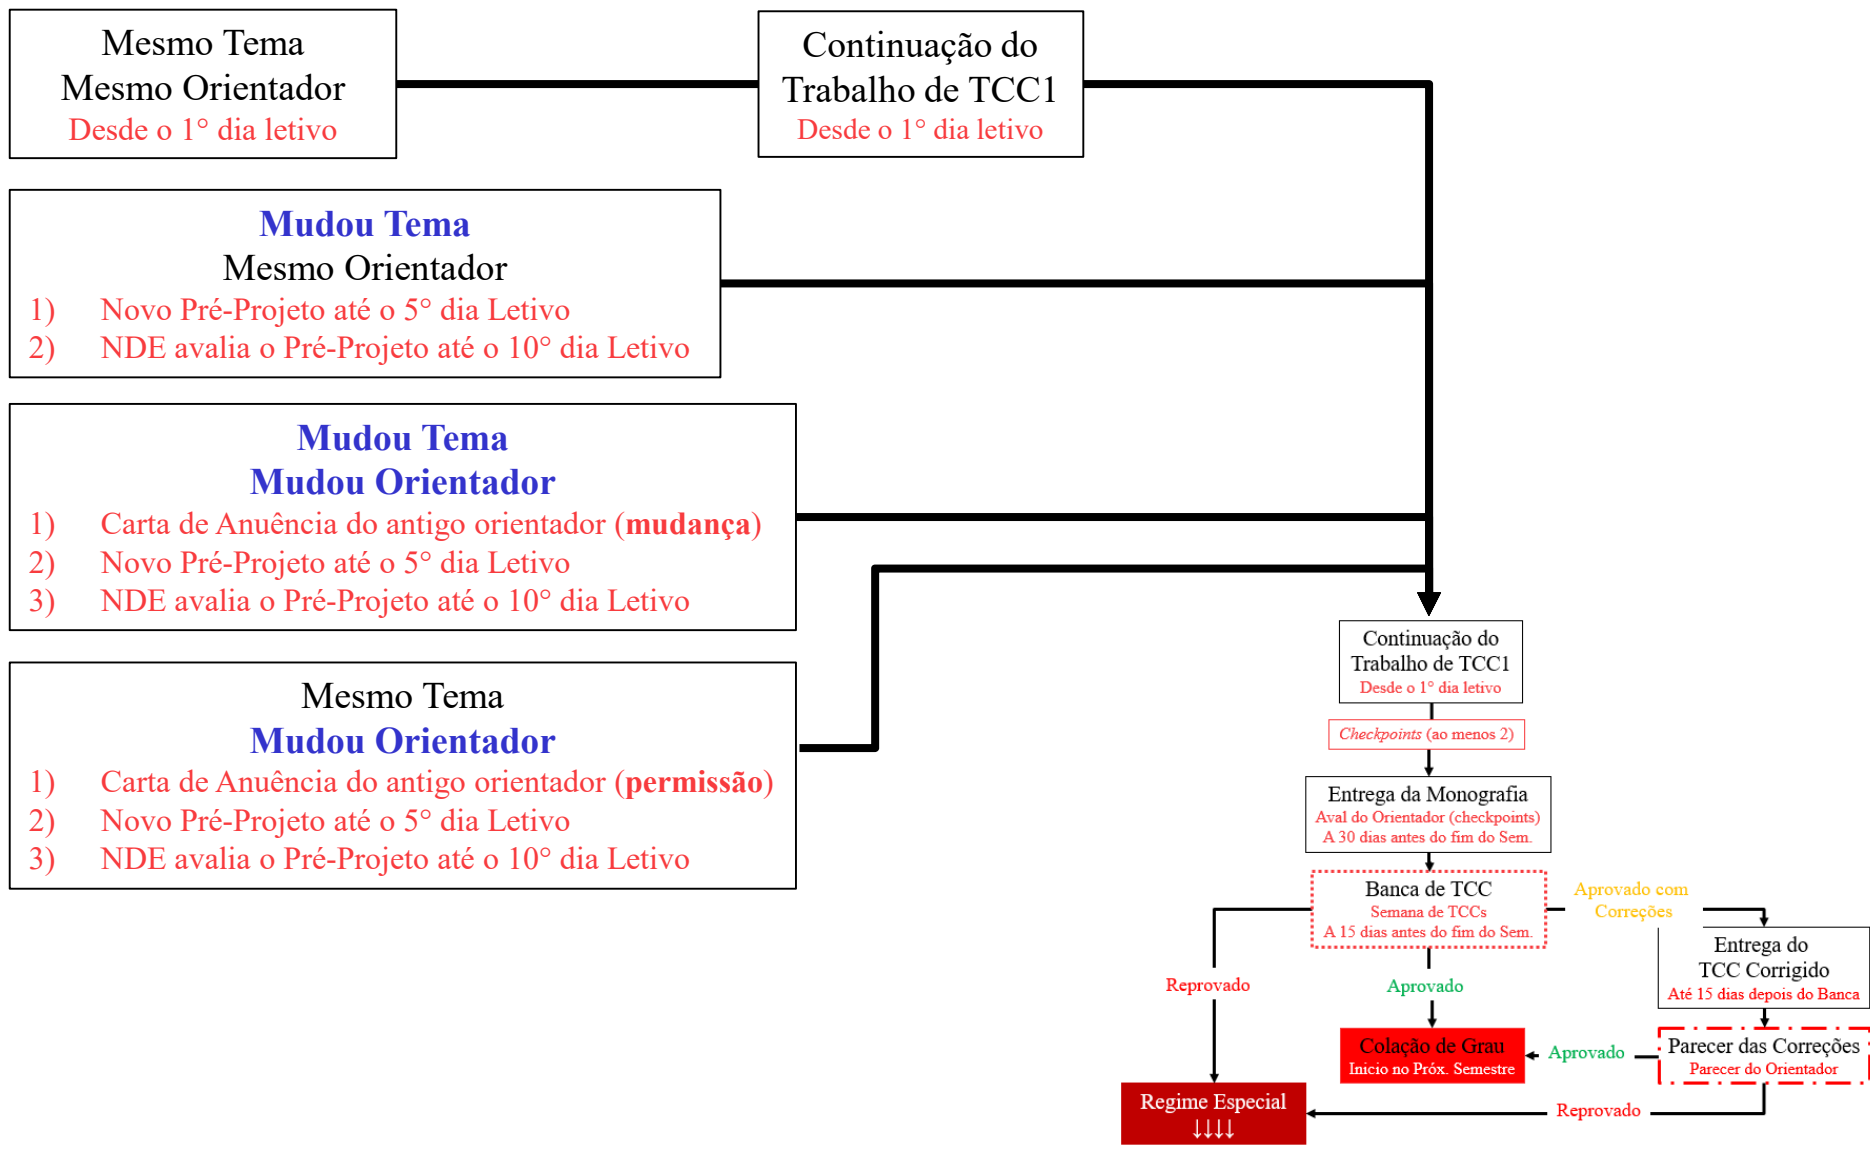 Mesmo Tema
Mesmo Orientador
Desde o 1° dia letivo
Continuação do
Trabalho de TCC1
Desde o 1° dia letivo
Mudou Tema
Mesmo Orientador
1) Novo Pré-Projeto até o 5° dia Letivo
2) NDE avalia o Pré-Projeto até o 10° dia Letivo
Mudou Tema
Mudou Orientador
1) Carta de Anuência do antigo orientador (mudança)
2) Novo Pré-Projeto até o 5° dia Letivo
3) NDE avalia o Pré-Projeto até o 10° dia Letivo
Mesmo Tema
Mudou Orientador
1) Carta de Anuência do antigo orientador (permissão)
2) Novo Pré-Projeto até o 5° dia Letivo
3) NDE avalia o Pré-Projeto até o 10° dia Letivo
Continuação do
Trabalho de TCC1
Desde o 1° dia letivo
Checkpoints (ao menos 2)
Entrega da Monografia
Aval do Orientador (checkpoints)
A 30 dias antes do fim do Sem.
Banca de TCC
Semana de TCCs
A 15 dias antes do fim do Sem.
Aprovado com
Correções
Entrega do
TCC Corrigido
Até 15 dias depois do Banca
Reprovado
Aprovado
Colação de Grau
Inicio no Próx. Semestre
Aprovado
Parecer das Correções
Parecer do Orientador
Regime Especial
↓↓↓↓
Reprovado